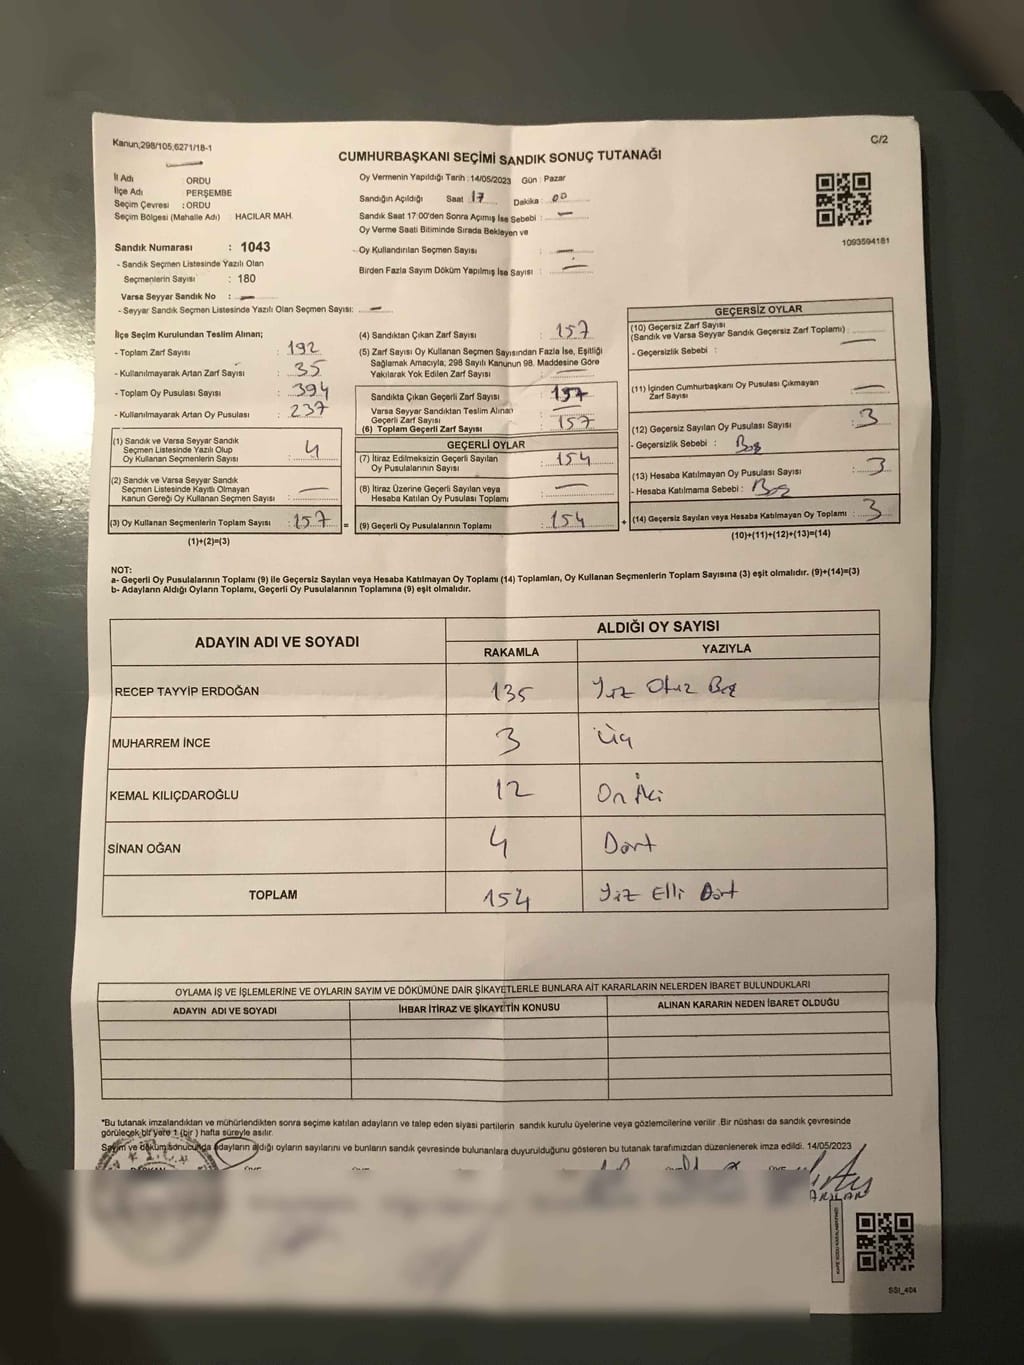 Kanun,298/105,6271/18-1
C/2
CUMHURBAŞKANI SEÇİMİ SANDIK SONUÇ TUTANAĞI
İl Adı ORDU
İlçe Adı PERŞEMBE
Seçim Çevresi : ORDU
Seçim Bölgesi (Mahalle Adı) HACILAR MAH.
Sandık Numarası : 1043
- Sandık Seçmen Listesinde Yazılı Olan
Seçmenlerin Sayısı : 180
Varsa Seyyar Sandık No : —
- Seyyar Sandık Seçmen Listesinde Yazılı Olan Seçmen Sayısı: —
Oy Vermenin Yapıldığı Tarih :14/05/2023 Gün : Pazar
Sandığın Açıldığı Saat 17 Dakika : 00
Sandık Saat 17:00'den Sonra Açımış İse Sebebi : —
Oy Verme Saati Bitiminde Sırada Bekleyen ve
Oy Kullandırılan Seçmen Sayısı : —
Birden Fazla Sayım Döküm Yapılmış İse Sayısı : —
1093594181
İlçe Seçim Kurulundan Teslim Alınan;
- Toplam Zarf Sayısı : 192
- Kullanılmayarak Artan Zarf Sayısı : 35
- Toplam Oy Pusulası Sayısı : 394
- Kullanılmayarak Artan Oy Pusulası : 237
(1) Sandık ve Varsa Seyyar Sandık
Seçmen Listesinde Yazılı Olup
Oy Kullanan Seçmenlerin Sayısı : 4
(2) Sandık ve Varsa Seyyar Sandık
Seçmen Listesinde Kayıtlı Olmayan
Kanun Gereği Oy Kullanan Seçmen Sayısı : —
(3) Oy Kullanan Seçmenlerin Toplam Sayısı : 157 =
(1)+(2)=(3)
(4) Sandıktan Çıkan Zarf Sayısı : 157
(5) Zarf Sayısı Oy Kullanan Seçmen Sayısından Fazla İse, Eşitliği
Sağlamak Amacıyla; 298 Sayılı Kanunun 98. Maddesine Göre
Yakılarak Yok Edilen Zarf Sayısı : —
Sandıkta Çıkan Geçerli Zarf Sayısı : 157
Varsa Seyyar Sandıktan Teslim Alınan
Geçerli Zarf Sayısı : —
(6) Toplam Geçerli Zarf Sayısı : 157
GEÇERLİ OYLAR
(7) İtiraz Edilmeksizin Geçerli Sayılan
Oy Pusulalarının Sayısı : 154
(8) İtiraz Üzerine Geçerli Sayılan veya
Hesaba Katılan Oy Pusulası Toplamı : —
(9) Geçerli Oy Pusulalarının Toplamı : 154 +
GEÇERSİZ OYLAR
(10) Geçersiz Zarf Sayısı
(Sandık ve Varsa Seyyar Sandık Geçersiz Zarf Toplamı) : —
- Geçersizlik Sebebi :
(11) İçinden Cumhurbaşkanı Oy Pusulası Çıkmayan
Zarf Sayısı : —
(12) Geçersiz Sayılan Oy Pusulası Sayısı : 3
- Geçersizlik Sebebi : Boş
(13) Hesaba Katılmayan Oy Pusulası Sayısı : 3
- Hesaba Katılmama Sebebi : Boş
(14) Geçersiz Sayılan veya Hesaba Katılmayan Oy Toplamı : 3
(10)+(11)+(12)+(13)=(14)
NOT:
a- Geçerli Oy Pusulalarının Toplamı (9) ile Geçersiz Sayılan veya Hesaba Katılmayan Oy Toplamı (14) Toplamları, Oy Kullanan Seçmenlerin Toplam Sayısına (3) eşit olmalıdır. (9)+(14)=(3)
b- Adayların Aldığı Oyların Toplamı, Geçerli Oy Pusulalarının Toplamına (9) eşit olmalıdır.
ADAYIN ADI VE SOYADI
ALDIĞI OY SAYISI
RAKAMLA YAZIYLA
RECEP TAYYİP ERDOĞAN 135 Yüz Otuz Beş
MUHARREM İNCE 3 Üç
KEMAL KILIÇDAROĞLU 12 On iki
SİNAN OĞAN 4 Dört
TOPLAM 154 Yüz Elli Dört
OYLAMA İŞ VE İŞLEMLERİNE VE OYLARIN SAYIM VE DÖKÜMÜNE DAİR ŞİKAYETLERLE BUNLARA AİT KARARLARIN NELERDEN İBARET BULUNDUKLARI
ADAYIN ADI VE SOYADI İHBAR İTİRAZ VE ŞİKAYETİN KONUSU ALINAN KARARIN NEDEN İBARET OLDUĞU
*Bu tutanak imzalandıktan ve mühürlendikten sonra seçime katılan adayların ve talep eden siyasi partilerin sandık kurulu üyelerine veya gözlemcilerine verilir .Bir nüshası da sandık çevresinde
görülecek bir yere 1 (bir ) hafta süreyle asılır.
Sayım ve döküm sonucunda adayların aldığı oyların sayılarını ve bunların sandık çevresinde bulunanlara duyurulduğunu gösteren bu tutanak tarafımızdan düzenlenerek imza edildi. 14/05/2023
ARSLAN
SSI_404